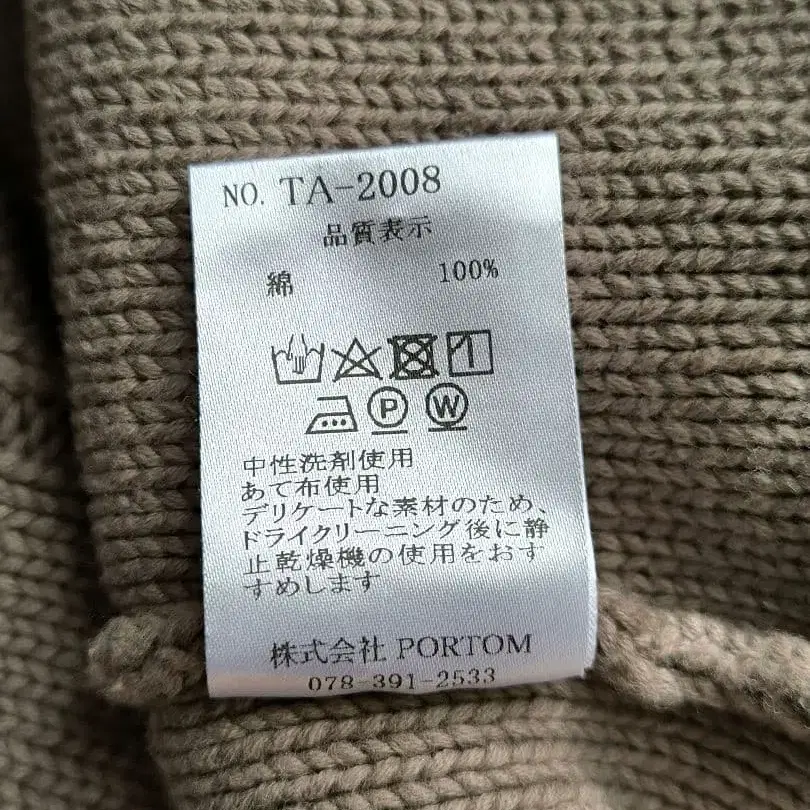 NO. TA-2008
品質表示
綿 100%
P W
中性洗剤使用
あて布使用
デリケートな素材のため、
ドライクリーニング後に静
止乾燥機の使用をおす
すめします
株式会社 PORTOM
078-391-2533